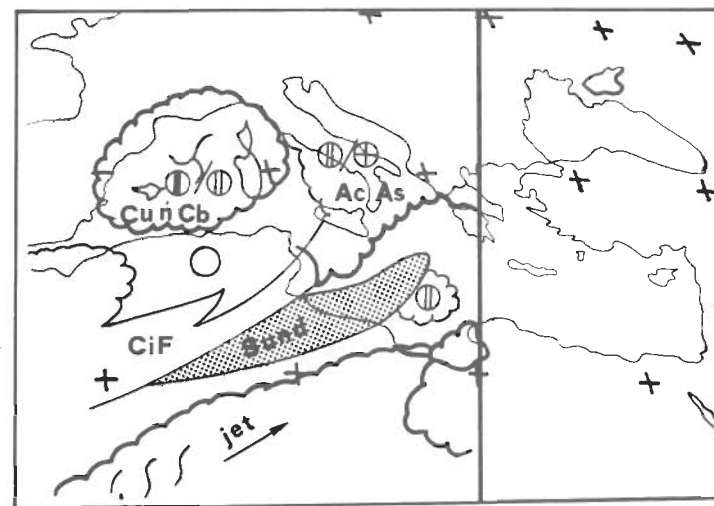 Ac As
Cu ṅ Cb
CiF
Sand
jet